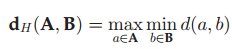 d_H(A, B) = max_{a∈A} min_{b∈B} d(a, b)